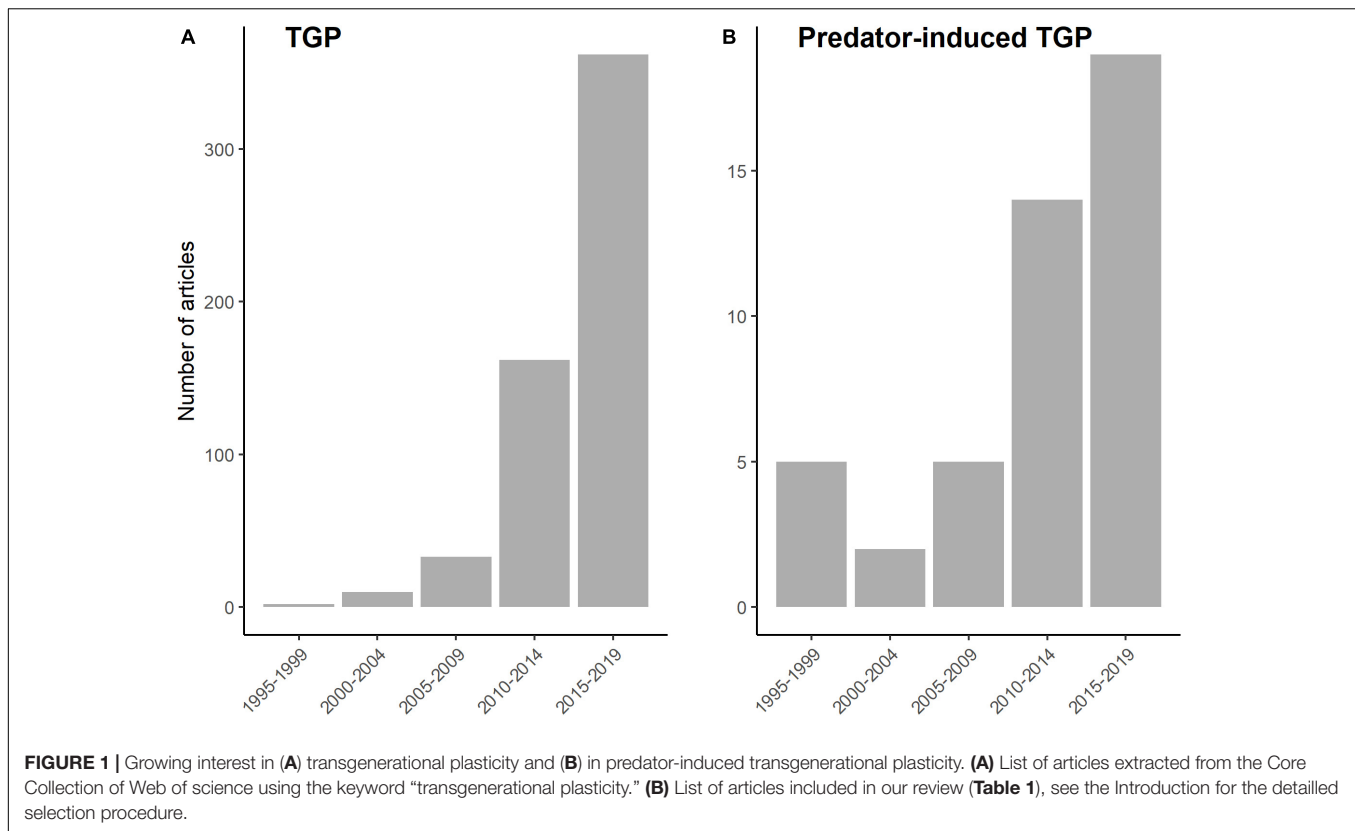 A
TGP
Number of articles
300
200
100
0
1995-1999
2000-2004
2005-2009
2010-2014
2015-2019
B
Predator-induced TGP
15
10
5
0
1995-1999
2000-2004
2005-2009
2010-2014
2015-2019
FIGURE 1 | Growing interest in (A) transgenerational plasticity and (B) in predator-induced transgenerational plasticity. (A) List of articles extracted from the Core
Collection of Web of science using the keyword “transgenerational plasticity.” (B) List of articles included in our review (Table 1), see the Introduction for the detailled
selection procedure.